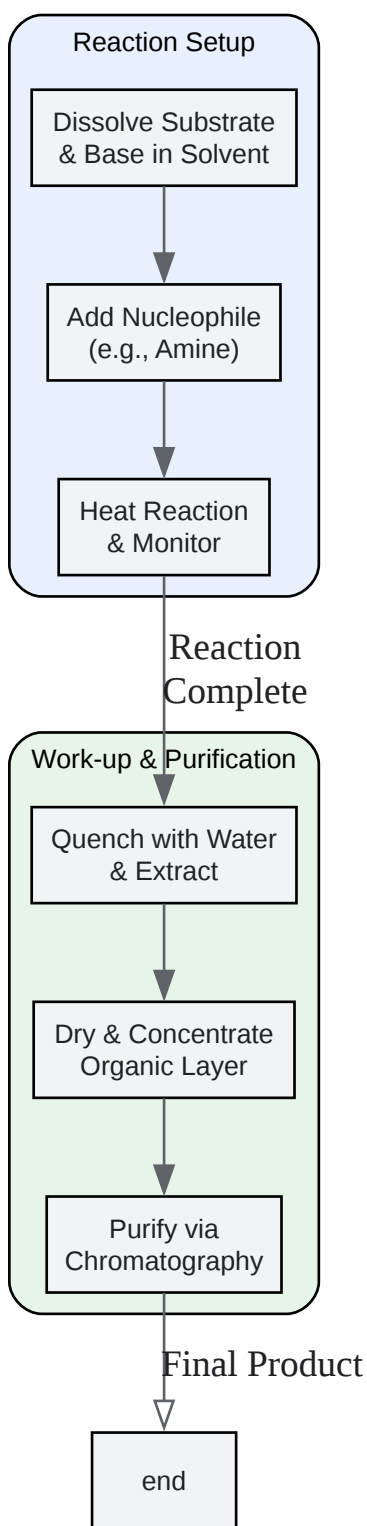 Reaction Setup
Dissolve Substrate
& Base in Solvent
Add Nucleophile
(e.g., Amine)
Heat Reaction
& Monitor
Reaction
Complete
Work-up & Purification
Quench with Water
& Extract
Dry & Concentrate
Organic Layer
Purify via
Chromatography
Final Product
end